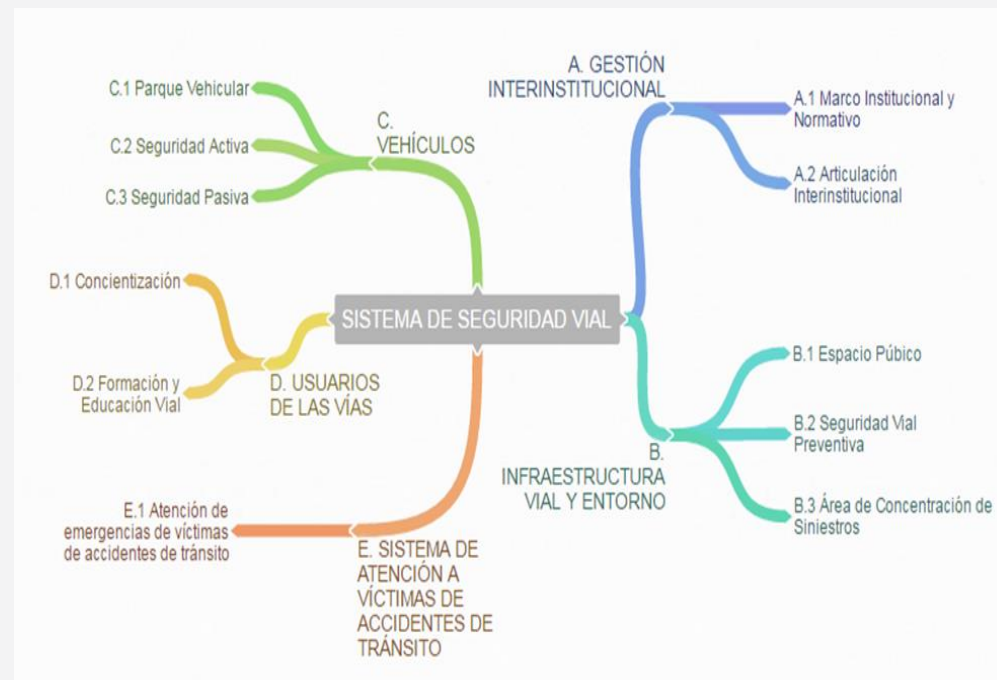 A. GESTIÓN
INTERINSTITUCIONAL
A.1 Marco Institucional y
Normativo
A.2 Articulación
Interinstitucional
B.
INFRAESTRUCTURA
VIAL Y ENTORNO
B.1 Espacio Púbico
B.2 Seguridad Vial
Preventiva
B.3 Área de Concentración de
Siniestros
C.
VEHÍCULOS
C.1 Parque Vehicular
C.2 Seguridad Activa
C.3 Seguridad Pasiva
SISTEMA DE SEGURIDAD VIAL
D. USUARIOS
DE LAS VÍAS
D.1 Concientización
D.2 Formación y
Educación Vial
E. SISTEMA DE
ATENCIÓN A
VÍCTIMAS DE
ACCIDENTES DE
TRÁNSITO
E.1 Atención de
emergencias de víctimas
de accidentes de tránsito